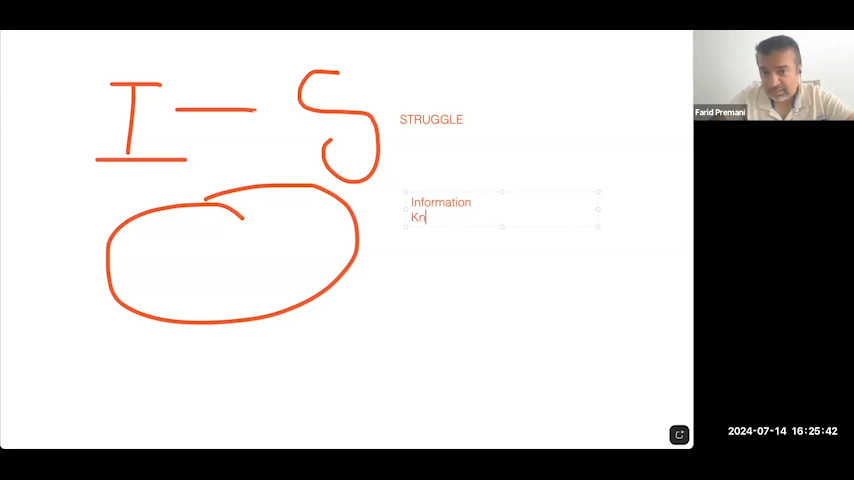 I — S
STRUGGLE
Information
Kn
Farid Premani
2024-07-14 16:25:42